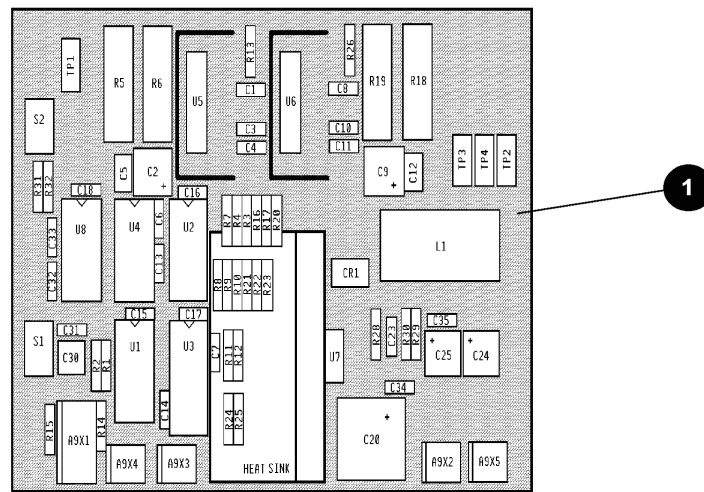 TP1
R5
R6
R13
C1
U5
U6
R26
C8
R19
R18
S2
C3
C4
C10
C11
TP3
TP4
TP2
C5
C2
+
C9
+
C12
1
R31
R32
C18
C16
U8
U4
C6
U2
R7
R4
R3
R16
R17
R20
L1
C33
C13
C32
R8
R9
R10
R21
R22
R23
CR1
C15
C17
S1
C31
C30
R2
R1
U1
U3
C7
R11
R12
U7
R28
C23
R30
R29
C35
+
C25
+
C24
C34
R15
A9X1
R14
C14
R24
R25
+
C20
A9X4
A9X3
HEAT SINK
A9X2
A9X5